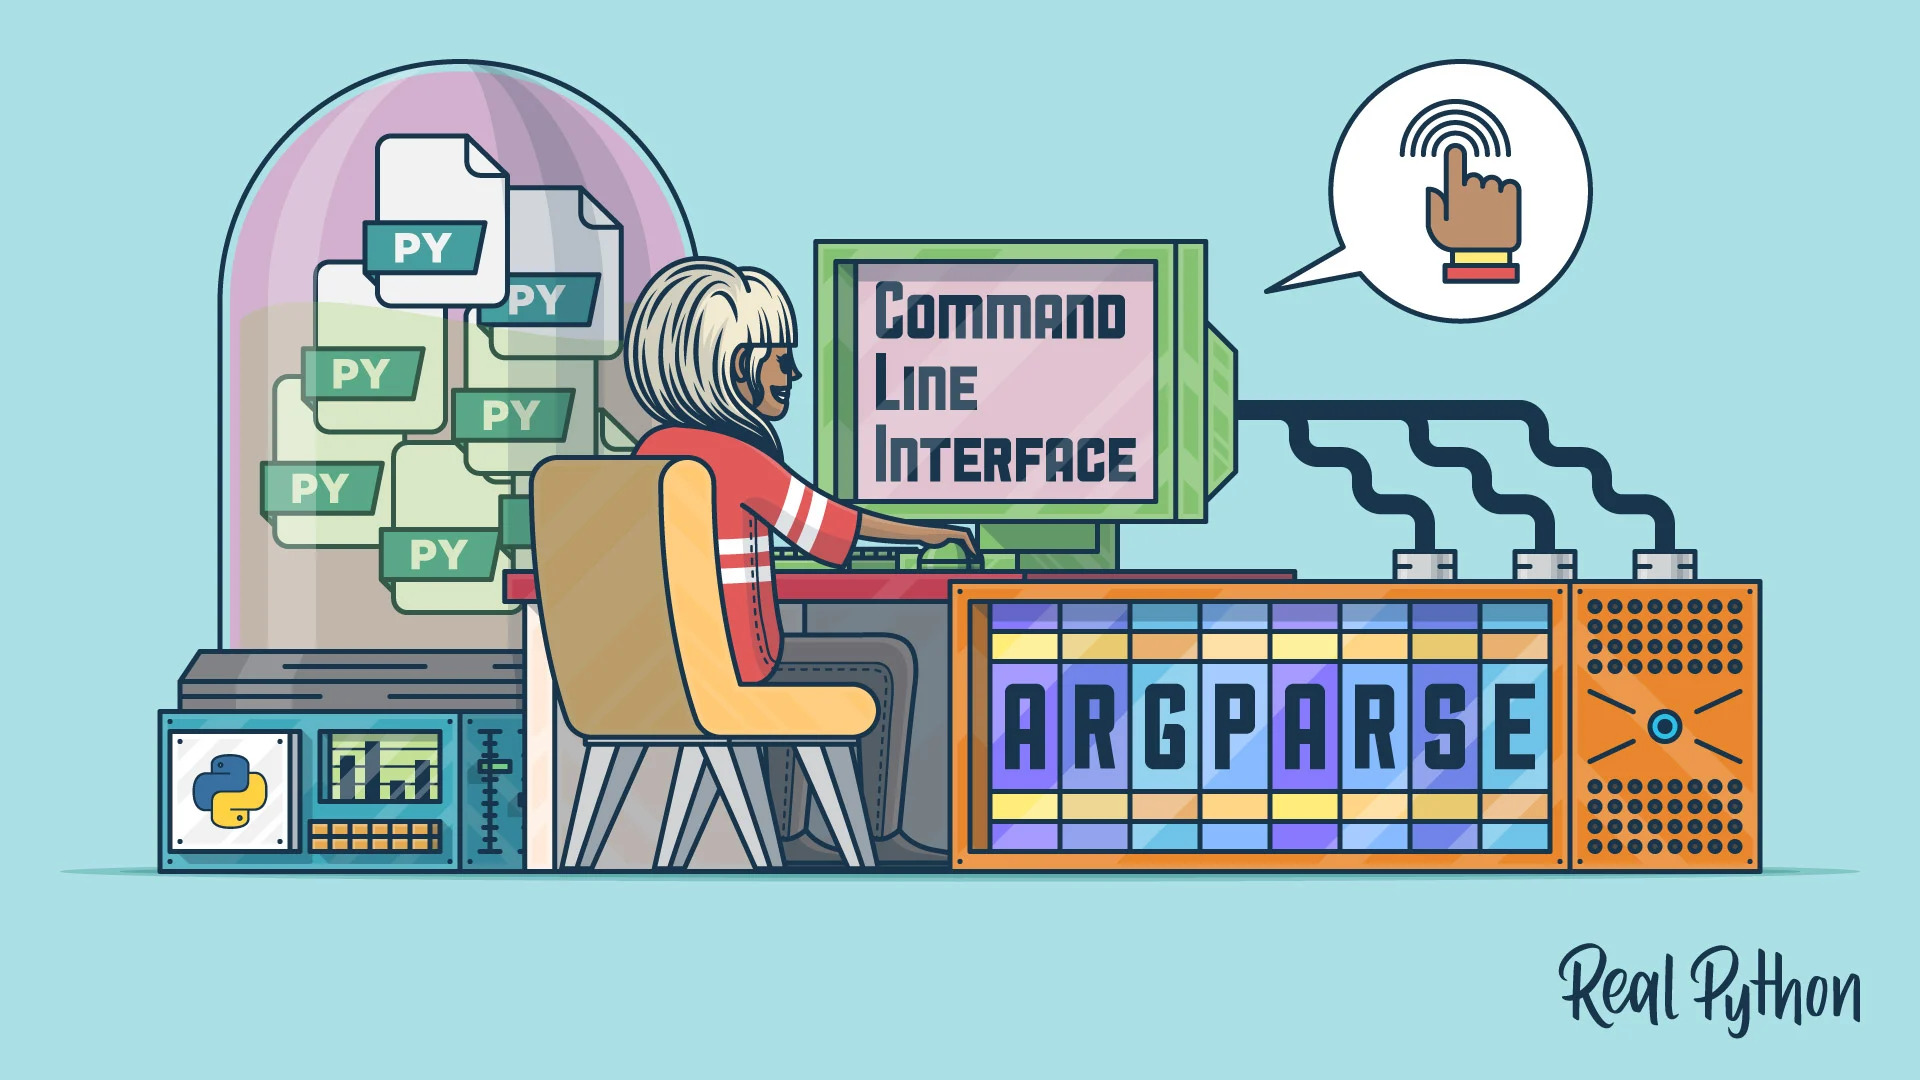 PY
PY
PY
PY
PY
PY
Command
Line
Interface
ARGPARSE
Real Python